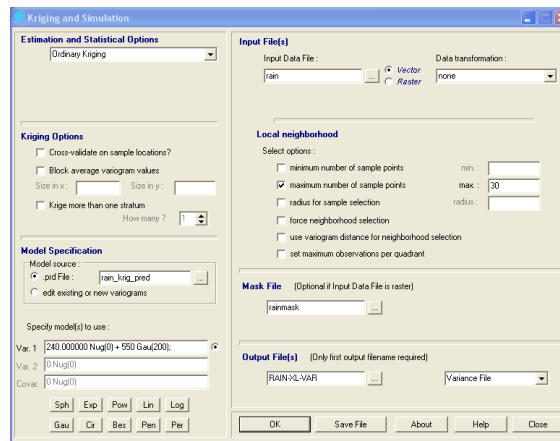 Kriging and Simulation
Estimation and Statistical Options
Ordinary Kriging
Kriging Options
Cross-validate on sample locations?
Block average variogram values
Size in x : Size in y :
Krige more than one stratum
How many ? 1
Model Specification
Model source :
.prd File : rain_krig_pred ...
edit existing or new variograms
Specify model(s) to use :
Var. 1 240.000000 Nug(0) + 550 Gau(200);
Var. 2 0 Nug(0)
Covar. 0 Nug(0)
Sph Exp Pow Lin Log
Gau Cir Bes Pen Per
Input File(s)
Input Data File : Data transformation :
rain ... Vector none
Raster
Local neighborhood
Select options :
minimum number of sample points min. :
maximum number of sample points max. : 30
radius for sample selection radius :
force neighborhood selection
use variogram distance for neighborhood selection
set maximum observations per quadrant
Mask File (Optional if Input Data File is raster)
rainmask ...
Output File(s) (Only first output filename required)
RAIN-XL-VAR ... Variance File
OK Save File About Help Close